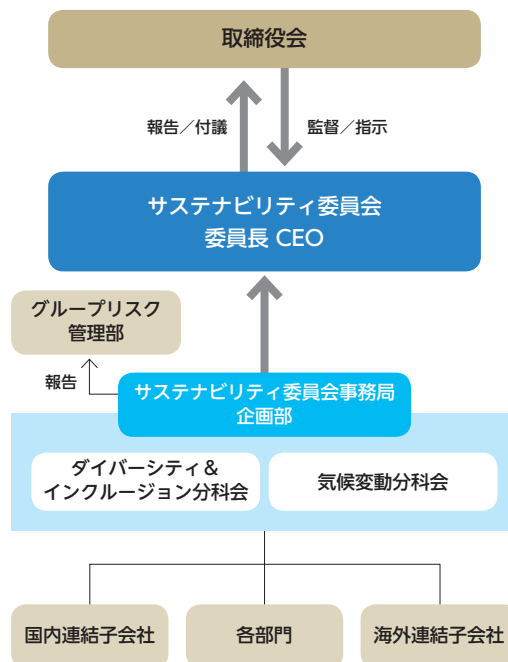 取締役会
報告／付議
監督／指示
サステナビリティ委員会
委員長 CEO
グループリスク
管理部
報告
サステナビリティ委員会事務局
企画部
ダイバーシティ＆
インクルージョン分科会
気候変動分科会
国内連結子会社
各部門
海外連結子会社